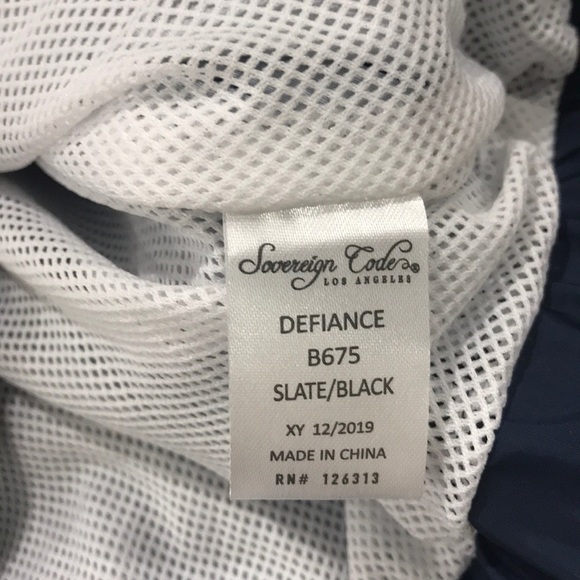 Sovereign Code®
LOS ANGELES
DEFIANCE
B675
SLATE/BLACK
XY 12/2019
MADE IN CHINA
RN# 126313